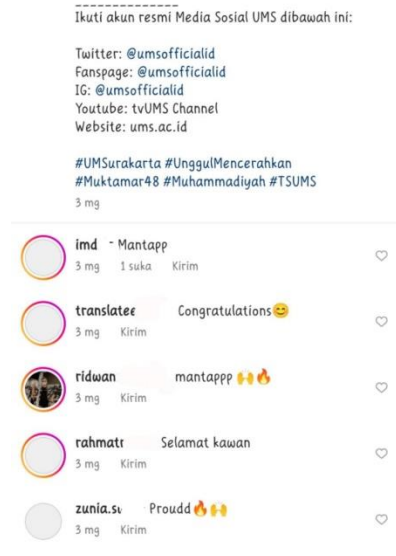 Ikuti akun resmi Media Sosial UMS dibawah ini:
Twitter: @umsofficialid
Fanspage: @umsofficialid
IG: @umsofficialid
Youtube: tvUMS Channel
Website: ums.ac.id
#UMSurakarta #UnggulMencerahkan
#Muktamar48 #Muhammadiyah #TSUMS
3 mg
imd - Mantapp
3 mg 1 suka Kirim
translatee Congratulations😊
3 mg Kirim
ridwan mantappp 🙌🔥
3 mg Kirim
rahmatr Selamat kawan
3 mg Kirim
zunia.su Proudd🔥🙌
3 mg Kirim